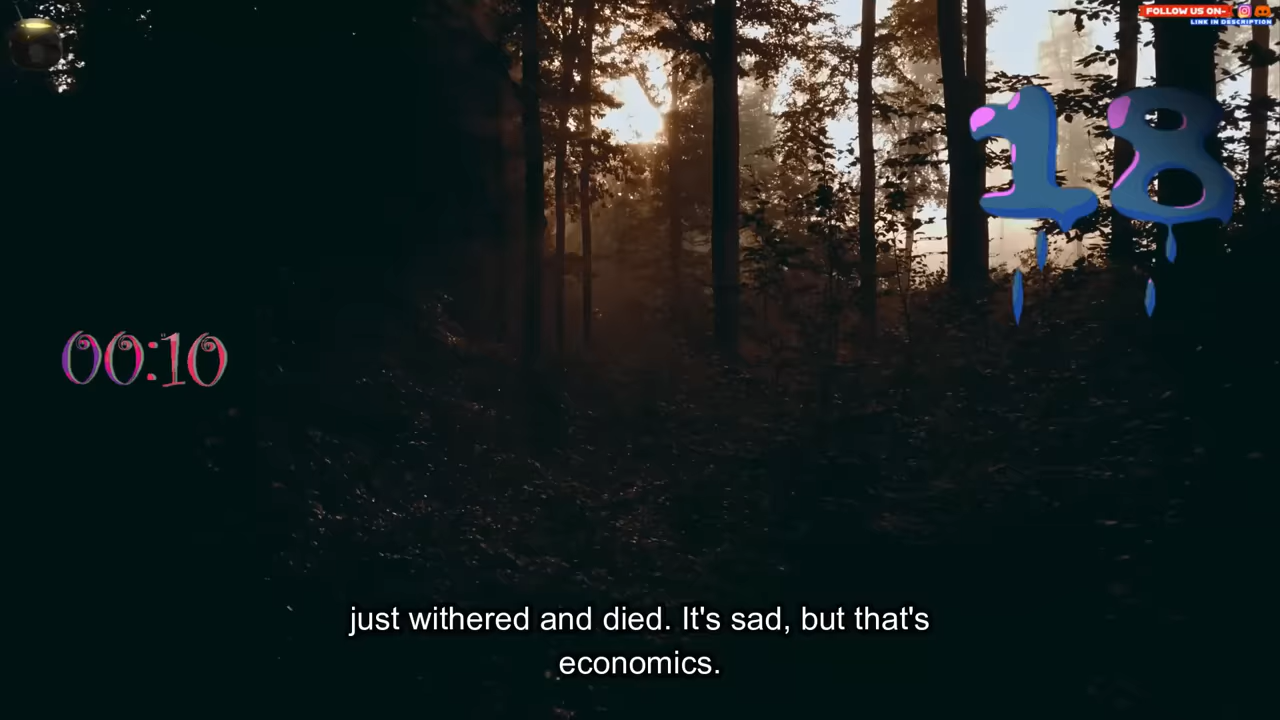 FOLLOW US ON-
LINK IN DESCRIPTION
18
00:10
just withered and died. It's sad, but that's
economics.